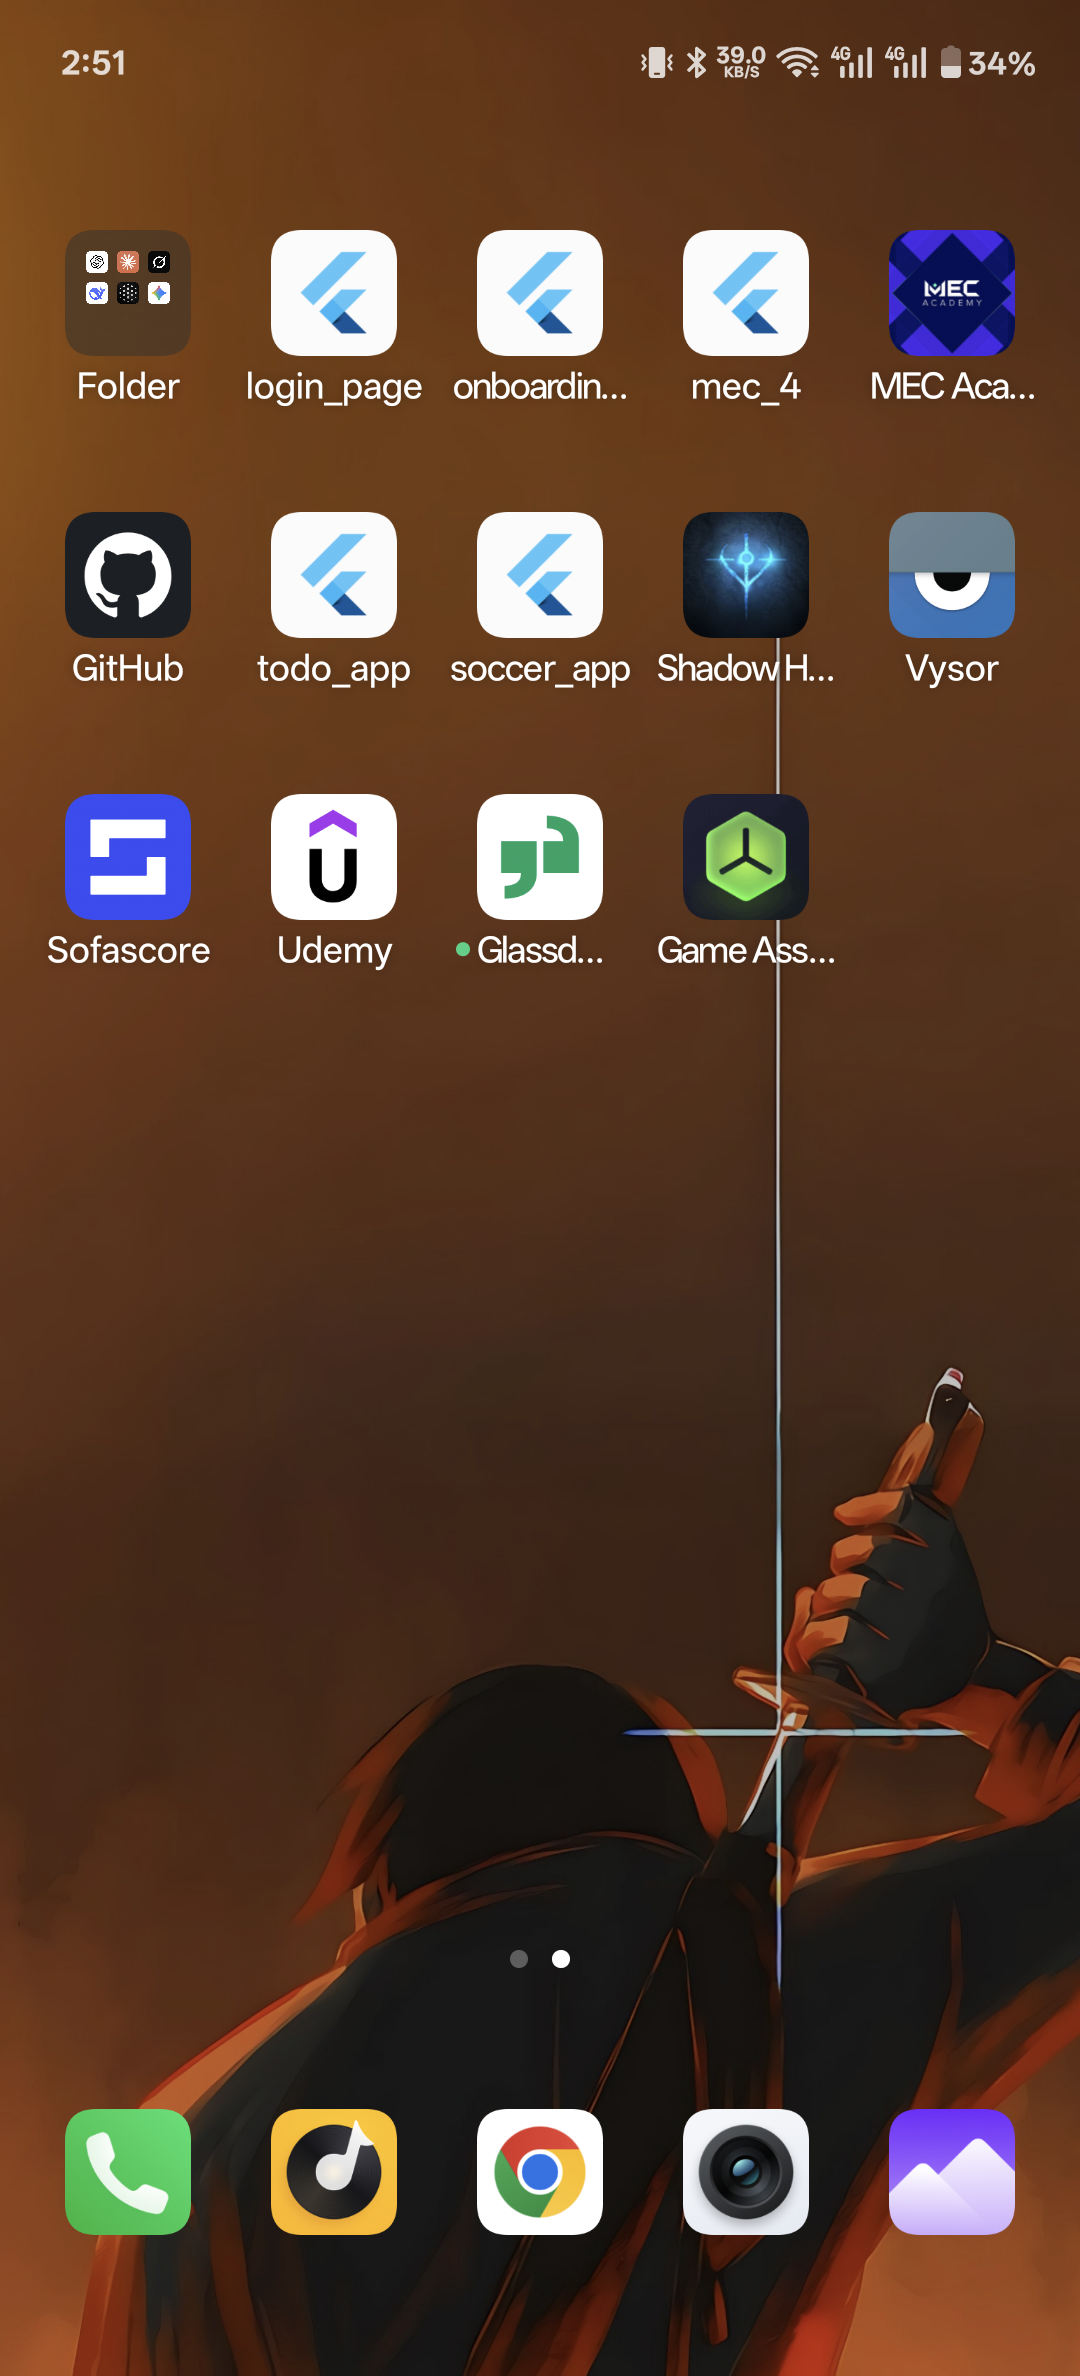 2:51 39.0 KB/S 4G 4G 34%
MEC
ACADEMY
Folder login_page onboardin... mec_4 MEC Aca...
GitHub todo_app soccer_app Shadow H... Vysor
Sofascore Udemy Glassd... Game Ass...